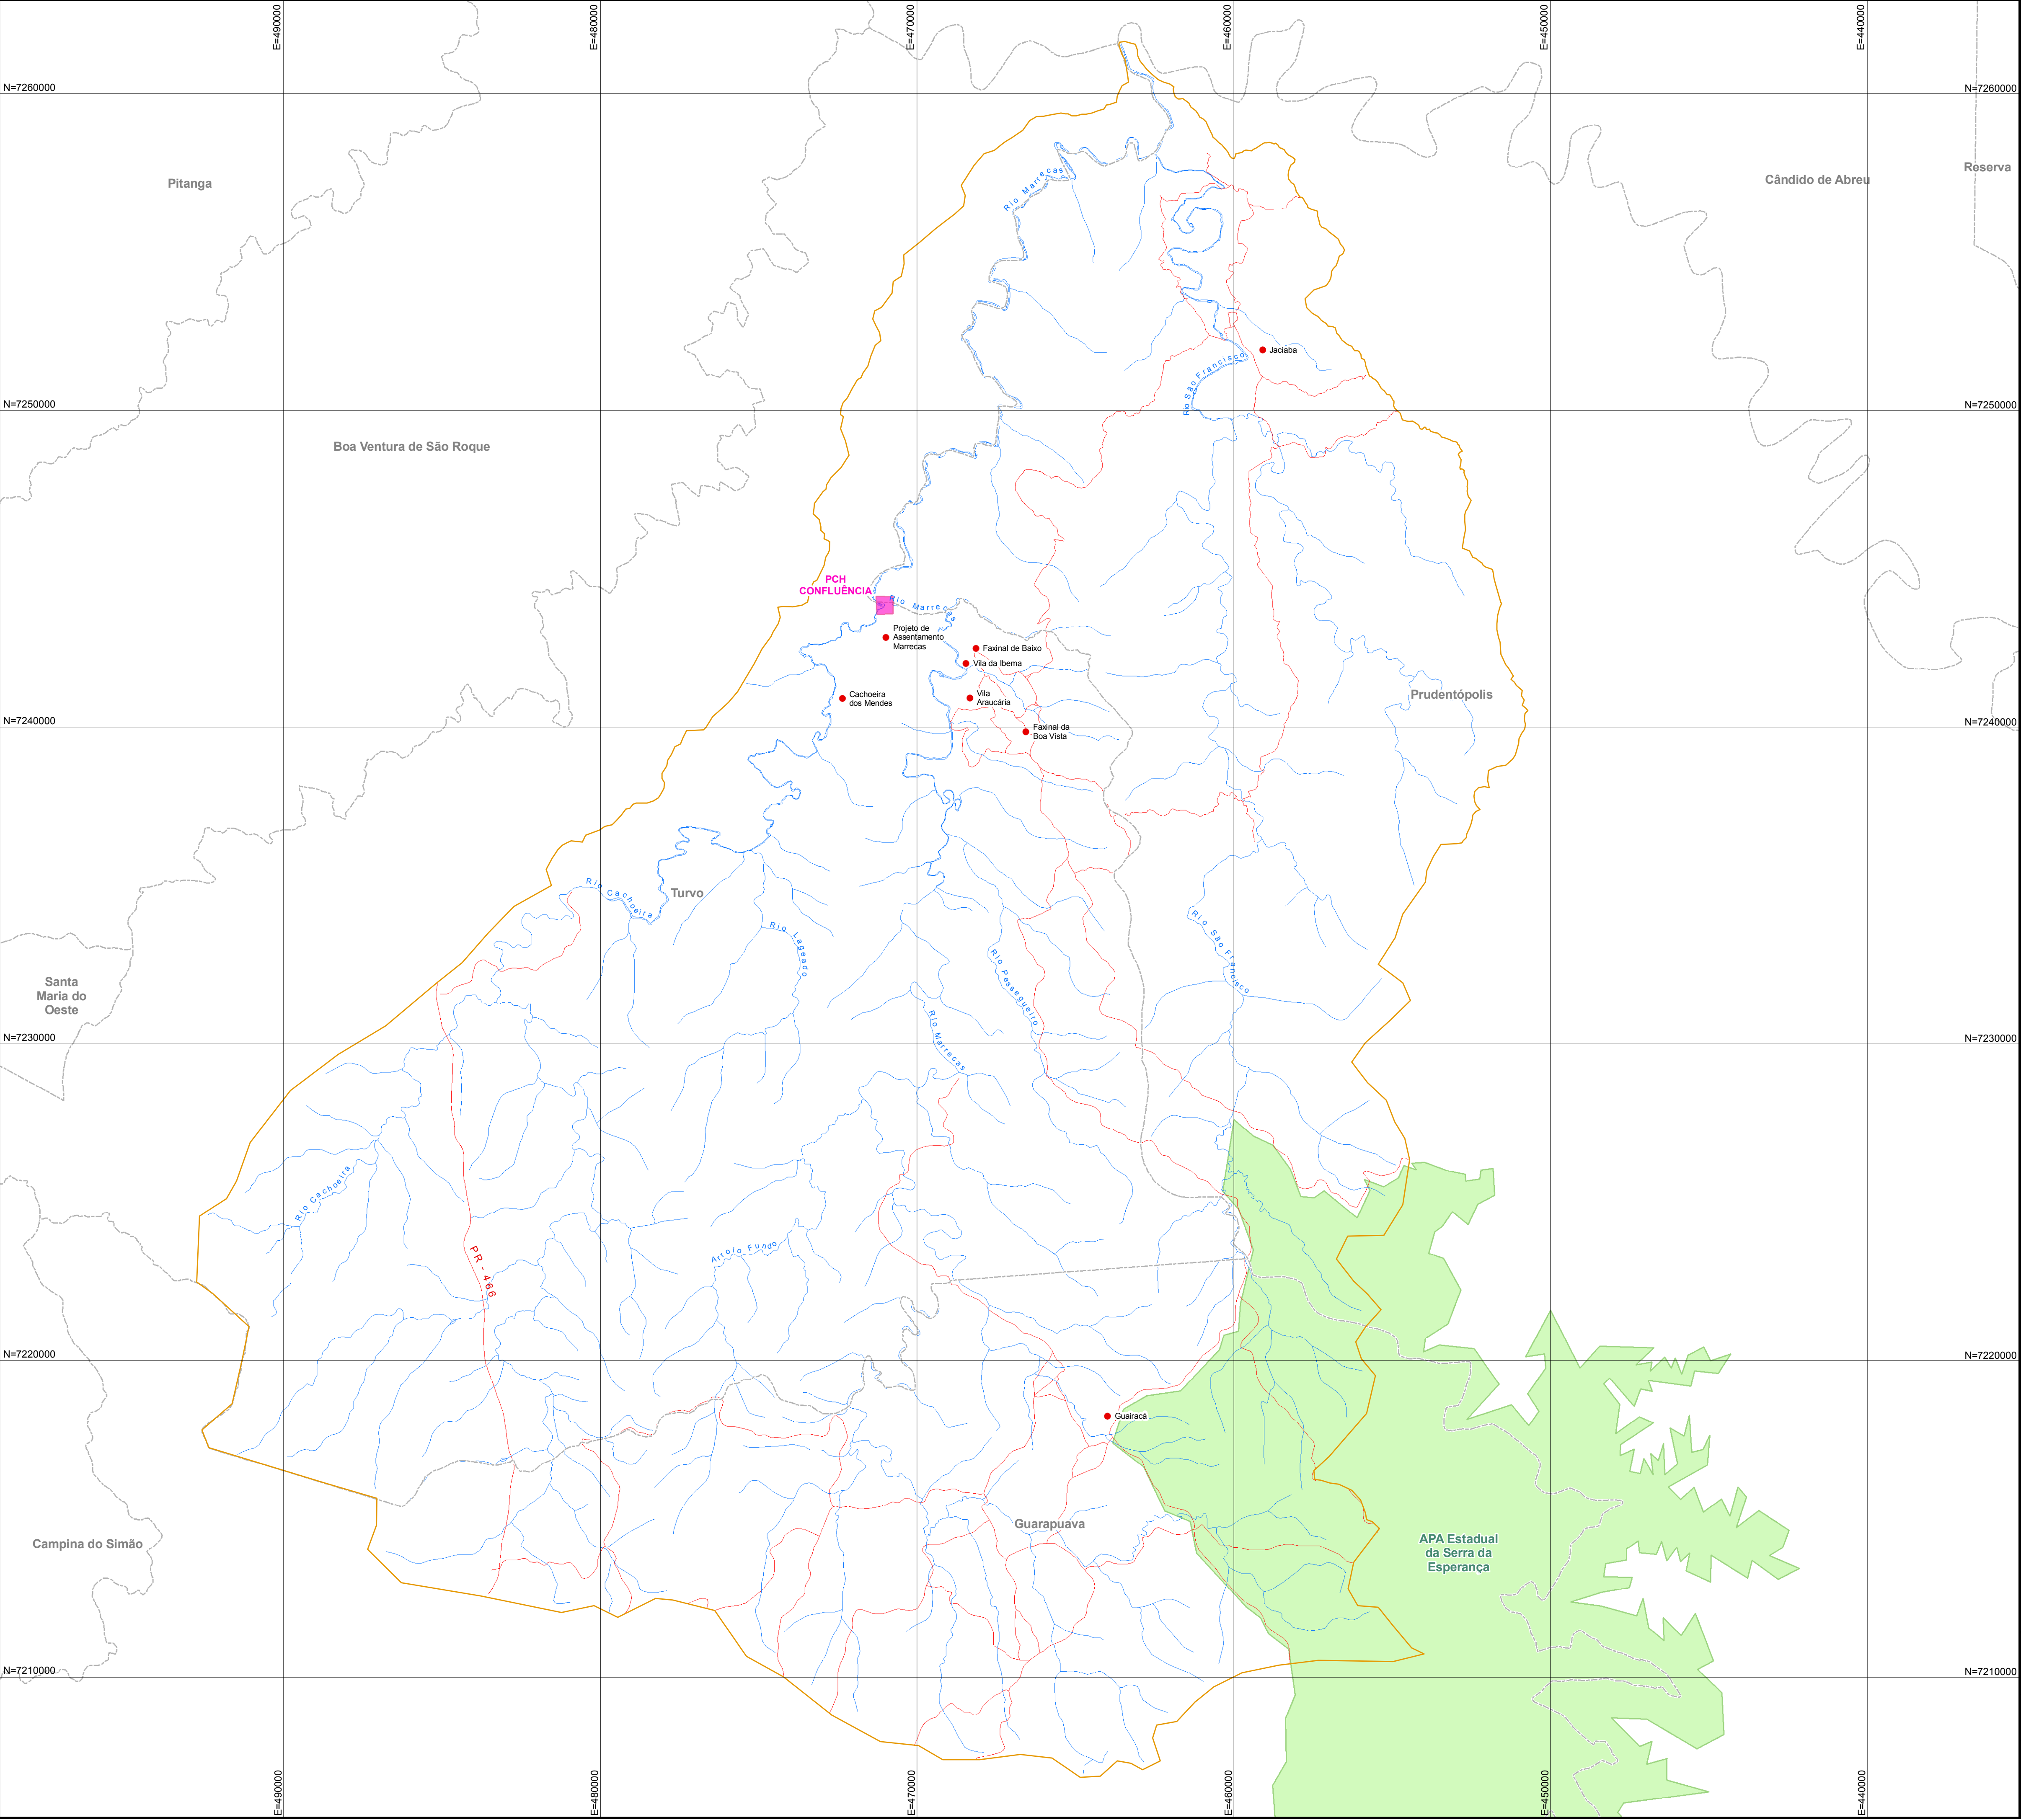 E=490000
E=480000
E=470000
E=460000
E=450000
E=440000
N=7260000
N=7260000
Pitanga
Cândido de Abreu
Reserva
Rio Marrecas
Jaciaba
Rio São Francisco
N=7250000
N=7250000
Boa Ventura de São Roque
PCH
CONFLUÊNCIA
Rio Marrecas
Projeto de
Assentamento
Marrecas
Faxinal de Baixo
Vila da Ibema
Cachoeira
dos Mendes
Vila
Araucária
Prudentópolis
N=7240000
N=7240000
Faxinal da
Boa Vista
Rio Cachoeira
Turvo
Rio Lageado
Rio Pessegueiro
Rio São Francisco
Santa
Maria do
Oeste
Rio Marrecas
N=7230000
N=7230000
Rio Cachoeira
PR-466
Arroio Fundo
N=7220000
N=7220000
Guairacá
Guarapuava
Campina do Simão
APA Estadual
da Serra da
Esperança
N=7210000
N=7210000
E=490000
E=480000
E=470000
E=460000
E=450000
E=440000